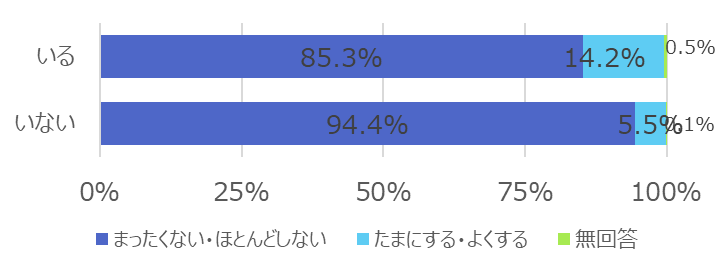 いる 85.3% 14.2% 0.5%
いない 94.4% 5.5% 0.1%
0% 25% 50% 75% 100%
まったくない・ほとんどしない たまにする・よくする 無回答